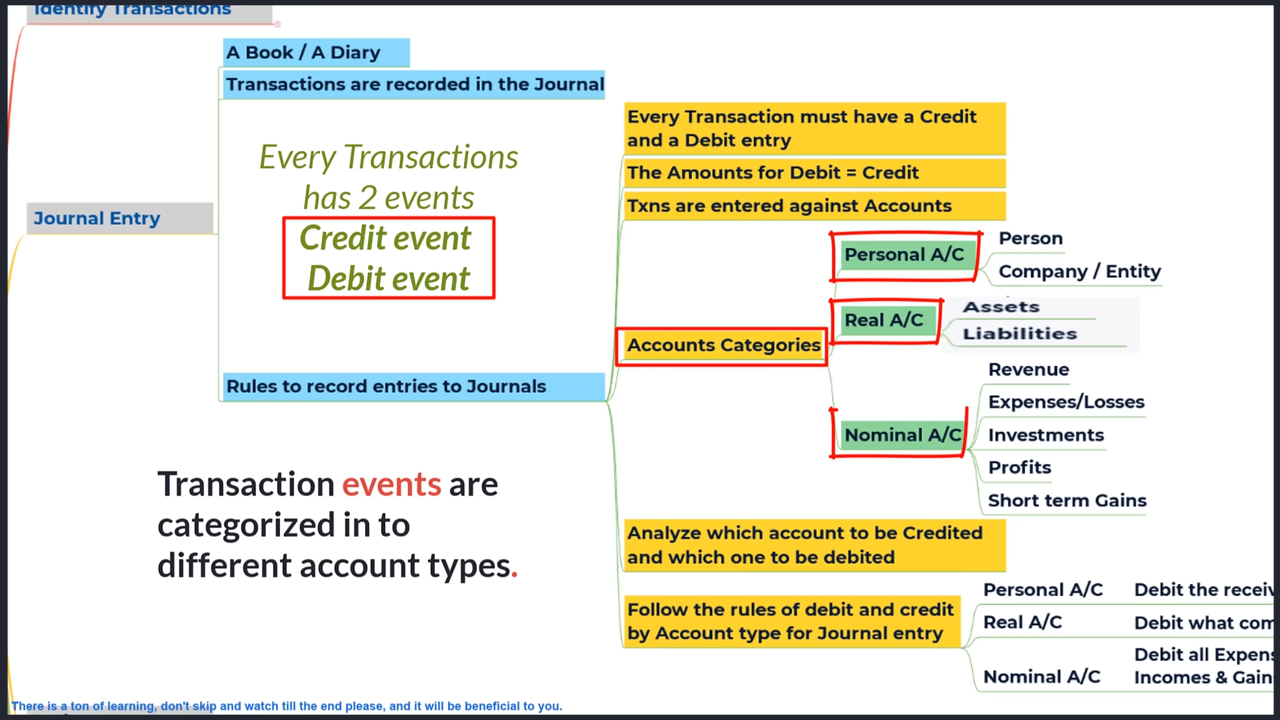 Identify Transactions
A Book / A Diary
Transactions are recorded in the Journal
Every Transactions
has 2 events
Credit event
Debit event
Journal Entry
Rules to record entries to Journals
Every Transaction must have a Credit
and a Debit entry
The Amounts for Debit = Credit
Txns are entered against Accounts
Accounts Categories
Personal A/C
Person
Company / Entity
Real A/C
Assets
Liabilities
Nominal A/C
Revenue
Expenses/Losses
Investments
Profits
Short term Gains
Transaction events are
categorized in to
different account types.
Analyze which account to be Credited
and which one to be debited
Follow the rules of debit and credit
by Account type for Journal entry
Personal A/C
Debit the
Real A/C
Debit what
Nominal A/C
Debit all
Incomes &
There is a ton of learning, don't skip and watch till the end please, and it will be beneficial to you.